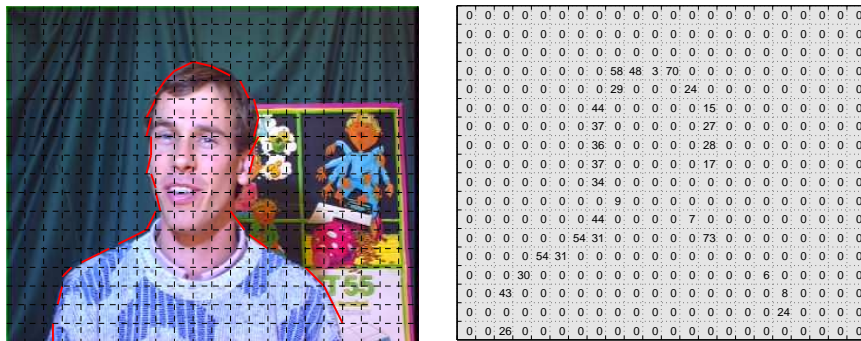 T55
0 0 0 0 0 0 0 0 0 0 0 0 0 0 0 0 0 0 0 0 0 0
0 0 0 0 0 0 0 0 0 0 0 0 0 0 0 0 0 0 0 0 0 0
0 0 0 0 0 0 0 0 0 0 0 0 0 0 0 0 0 0 0 0 0 0
0 0 0 0 0 0 0 0 58 48 3 70 0 0 0 0 0 0 0 0 0 0
0 0 0 0 0 0 0 0 29 0 0 0 24 0 0 0 0 0 0 0 0 0
0 0 0 0 0 0 0 44 0 0 0 0 0 15 0 0 0 0 0 0 0 0
0 0 0 0 0 0 0 37 0 0 0 0 0 27 0 0 0 0 0 0 0 0
0 0 0 0 0 0 0 36 0 0 0 0 0 28 0 0 0 0 0 0 0 0
0 0 0 0 0 0 0 37 0 0 0 0 0 17 0 0 0 0 0 0 0 0
0 0 0 0 0 0 0 34 0 0 0 0 0 0 0 0 0 0 0 0 0 0
0 0 0 0 0 0 0 0 9 0 0 0 0 0 0 0 0 0 0 0 0 0
0 0 0 0 0 0 0 44 0 0 0 0 7 0 0 0 0 0 0 0 0 0
0 0 0 0 0 0 54 31 0 0 0 0 0 73 0 0 0 0 0 0 0 0
0 0 0 0 54 31 0 0 0 0 0 0 0 0 0 0 0 0 0 0 0 0
0 0 0 30 0 0 0 0 0 0 0 0 0 0 0 0 6 0 0 0 0 0
0 0 43 0 0 0 0 0 0 0 0 0 0 0 0 0 0 8 0 0 0 0
0 0 0 0 0 0 0 0 0 0 0 0 0 0 0 0 0 24 0 0 0 0
0 0 26 0 0 0 0 0 0 0 0 0 0 0 0 0 0 0 0 0 0 0